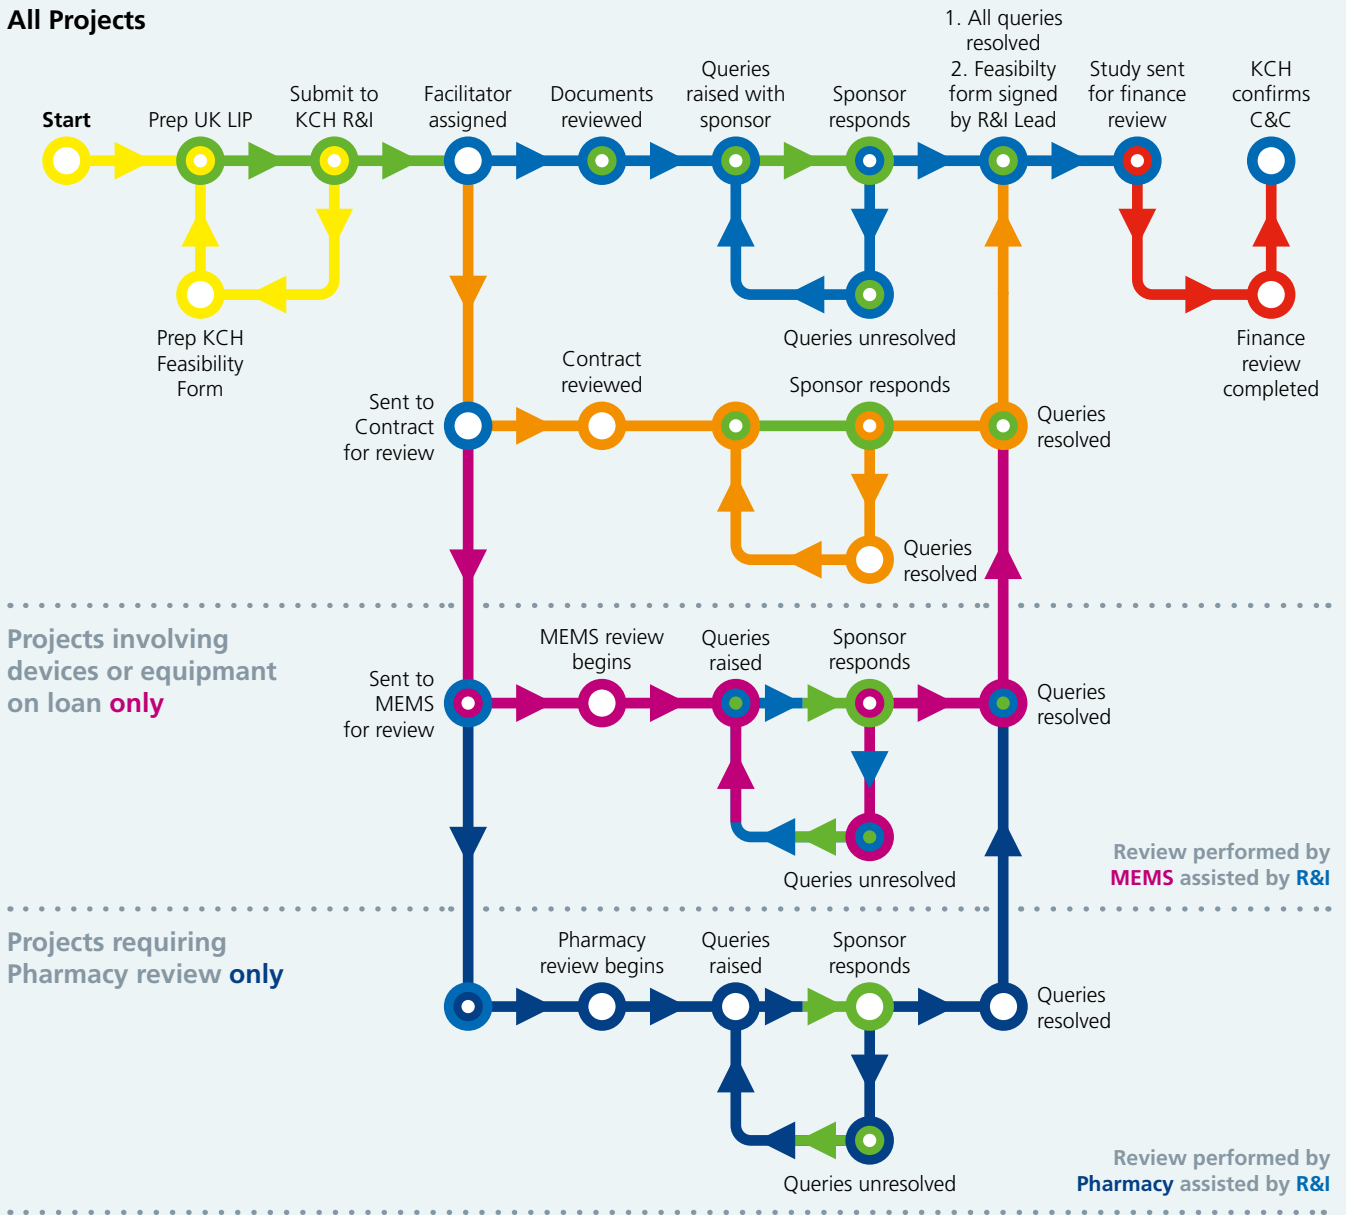 All Projects
Start
Prep UK LIP
Submit to
KCH R&I
Facilitator
assigned
Documents
reviewed
Queries
raised with
sponsor
Sponsor
responds
1. All queries
resolved
2. Feasibilty
form signed
by R&I Lead
Study sent
for finance
review
KCH
confirms
C&C
Prep KCH
Feasibility
Form
Queries unresolved
Finance
review
completed
Sent to
Contract
for review
Contract
reviewed
Sponsor responds
Queries
resolved
Queries
resolved
Projects involving
devices or equipmant
on loan only
Sent to
MEMS
for review
MEMS review
begins
Queries
raised
Sponsor
responds
Queries
resolved
Queries unresolved
Review performed by
MEMS assisted by R&I
Projects requiring
Pharmacy review only
Pharmacy
review begins
Queries
raised
Sponsor
responds
Queries
resolved
Queries unresolved
Review performed by
Pharmacy assisted by R&I